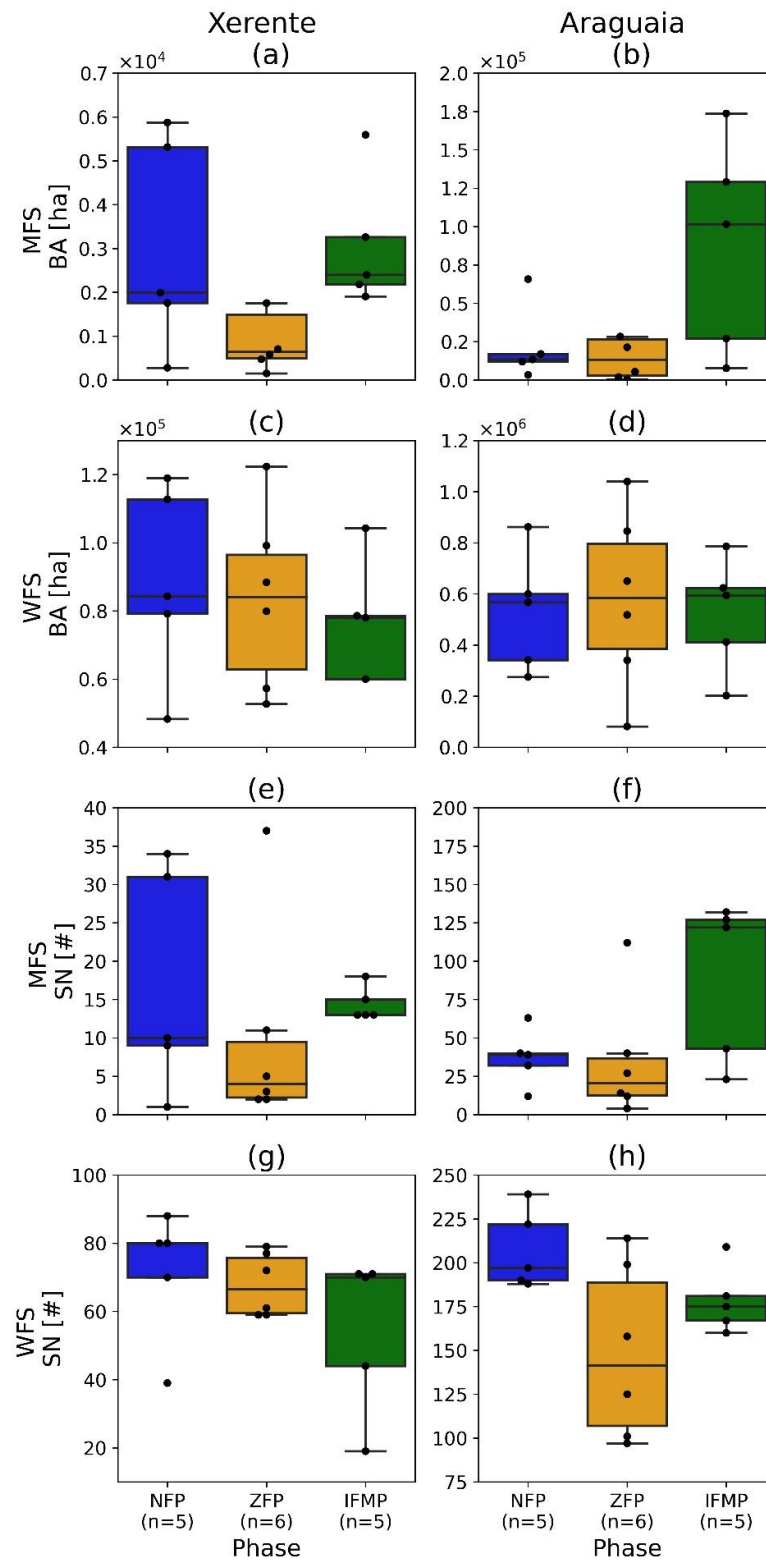 Xerente
Araguaia
(a)
(b)
×10⁴
×10⁵
MFS
BA [ha]
0.7
0.6
0.5
0.4
0.3
0.2
0.1
0.0
2.0
1.8
1.5
1.2
1.0
0.8
0.5
0.2
0.0
(c)
(d)
×10⁵
×10⁶
WFS
BA [ha]
1.2
1.0
0.8
0.6
0.4
1.2
1.0
0.8
0.6
0.4
0.2
0.0
(e)
(f)
MFS
SN [#]
40
35
30
25
20
15
10
5
0
200
175
150
125
100
75
50
25
0
(g)
(h)
WFS
SN [#]
100
80
60
40
20
250
225
200
175
150
125
100
75
NFP ZFP IFMP
(n=5) (n=6) (n=5)
Phase
NFP ZFP IFMP
(n=5) (n=6) (n=5)
Phase